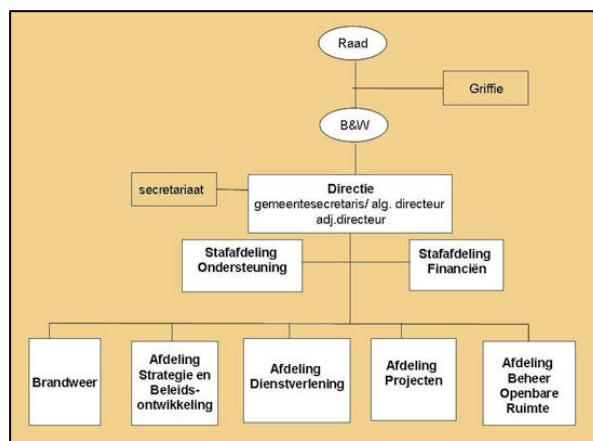 Raad
Griffie
B&W
secretariaat
Directie
gemeentesecretaris/ alg. directeur
adj.directeur
Stafafdeling
Ondersteuning
Stafafdeling
Financiën
Brandweer
Afdeling
Strategie en
Beleids-
ontwikkeling
Afdeling
Dienstverlening
Afdeling
Projecten
Afdeling
Beheer
Openbare
Ruimte